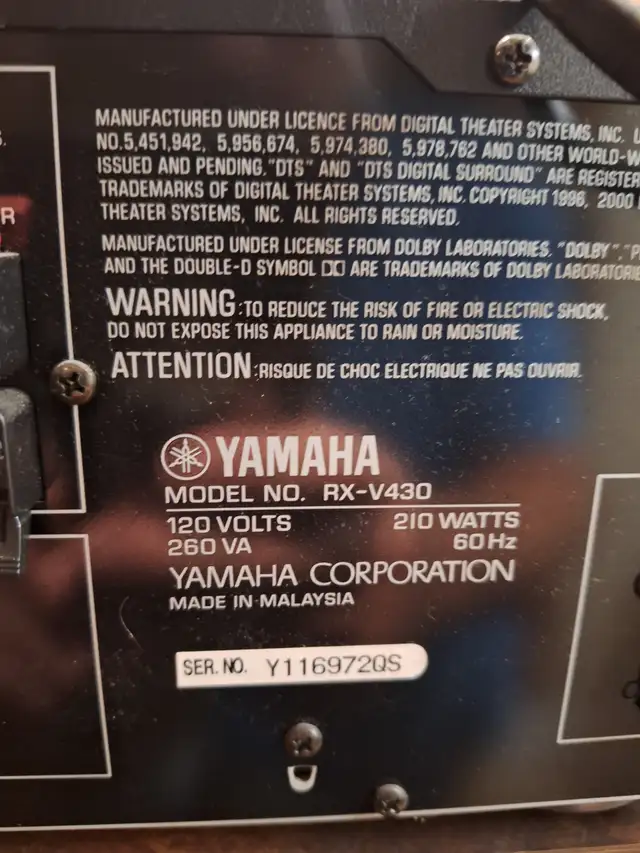 R
MANUFACTURED UNDER LICENCE FROM DIGITAL THEATER SYSTEMS, INC. U
NO.5,451,942, 5,956,674, 5,974,380, 5,978,762 AND OTHER WORLD-W
ISSUED AND PENDING."DTS" AND "DTS DIGITAL SURROUND" ARE REGISTER
TRADEMARKS OF DIGITAL THEATER SYSTEMS, INC. COPYRIGHT 1996, 2000
THEATER SYSTEMS, INC. ALL RIGHTS RESERVED.
MANUFACTURED UNDER LICENSE FROM DOLBY LABORATORIES. "DOLBY", "P
AND THE DOUBLE-D SYMBOL ARE TRADEMARKS OF DOLBY LABORATORIE
WARNING :TO REDUCE THE RISK OF FIRE OR ELECTRIC SHOCK,
DO NOT EXPOSE THIS APPLIANCE TO RAIN OR MOISTURE.
ATTENTION :RISQUE DE CHOC ELECTRIQUE NE PAS OUVRIR.
YAMAHA
MODEL NO. RX-V430
120 VOLTS 210 WATTS
260 VA 60 Hz
YAMAHA CORPORATION
MADE IN MALAYSIA
SER. NO. Y116972QS